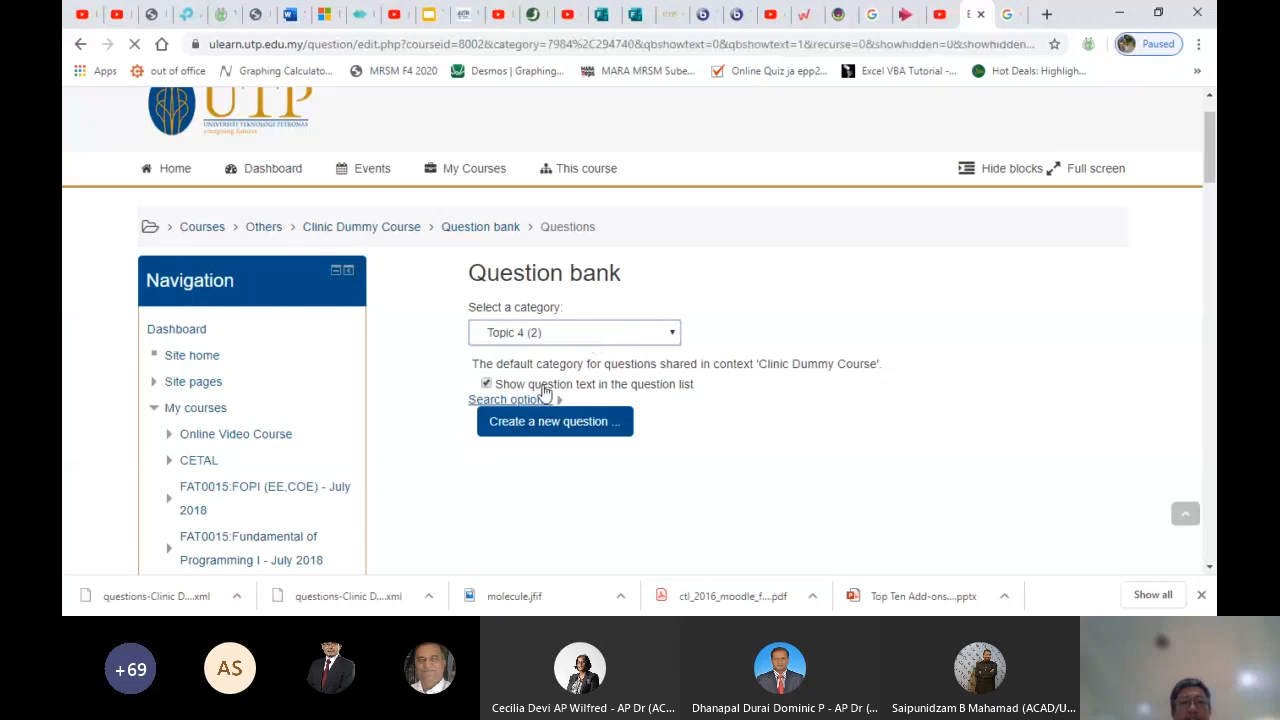 E
Paused
ulearn.utp.edu.my/question/edit.php?courseid=8002&category=7984%2C294740&qbshowtext=0&qbshowtext=1&recurse=0&showhidden=0&showhidden...
Apps
out of office
Graphing Calculato...
MRSM F4 2020
Desmos | Graphing...
MARA MRSM Sube...
Online Quiz ja epp2...
Excel VBA Tutorial -...
Hot Deals: Highligh...
»
UTP
UNIVERSITI TEKNOLOGI PETRONAS
energising futures
Home
Dashboard
Events
My Courses
This course
Hide blocks
Full screen
Courses > Others > Clinic Dummy Course > Question bank > Questions
Navigation
Dashboard
Site home
Site pages
My courses
Online Video Course
CETAL
FAT0015:FOPI (EE,COE) - July
2018
FAT0015:Fundamental of
Programming I - July 2018
Question bank
Select a category:
Topic 4 (2)
The default category for questions shared in context 'Clinic Dummy Course'.
Show question text in the question list
Search options
Create a new question ...
questions-Clinic D....xml
questions-Clinic D....xml
molecule.jfif
ctl_2016_moodle_f....pdf
Top Ten Add-ons....pptx
Show all
+69
AS
Cecilia Devi AP Wilfred - AP Dr (AC...
Dhanapal Durai Dominic P - AP Dr (...
Saipunidzam B Mahamad (ACAD/U...